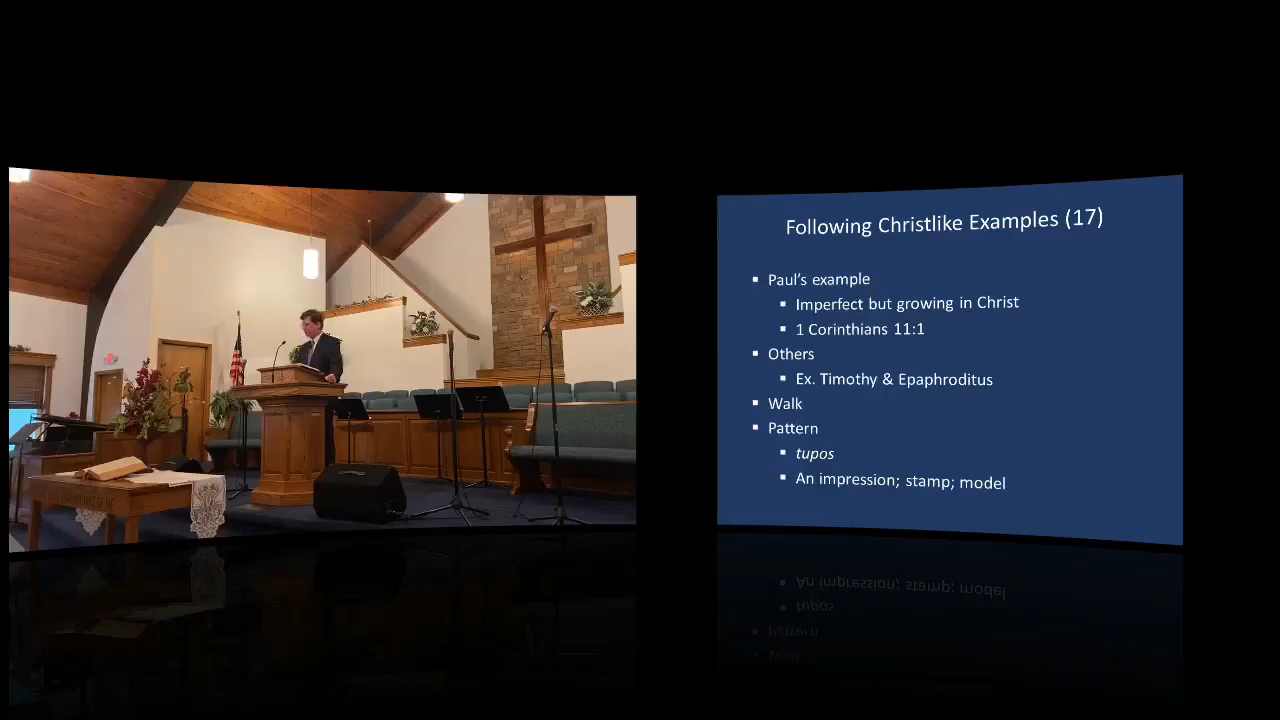 Following Christlike Examples (17)
▪ Paul's example
▪ Imperfect but growing in Christ
▪ 1 Corinthians 11:1
▪ Others
▪ Ex. Timothy & Epaphroditus
▪ Walk
▪ Pattern
▪ tupos
▪ An impression; stamp; model